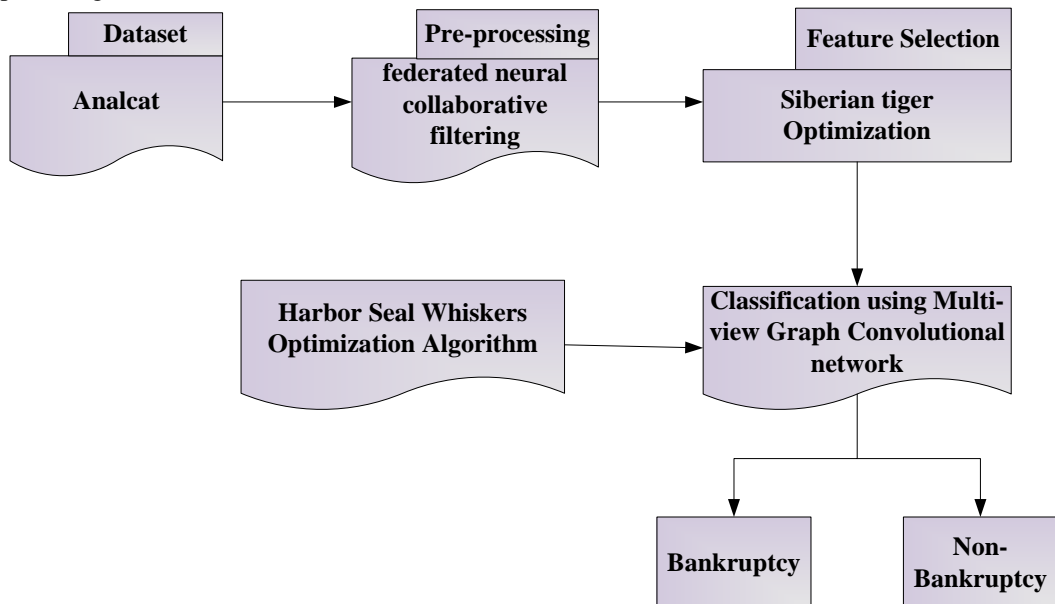 Dataset
Analcat
Pre-processing
federated neural
collaborative
filtering
Feature Selection
Siberian tiger
Optimization
Harbor Seal Whiskers
Optimization Algorithm
Classification using Multi-
view Graph Convolutional
network
Bankruptcy
Non-
Bankruptcy